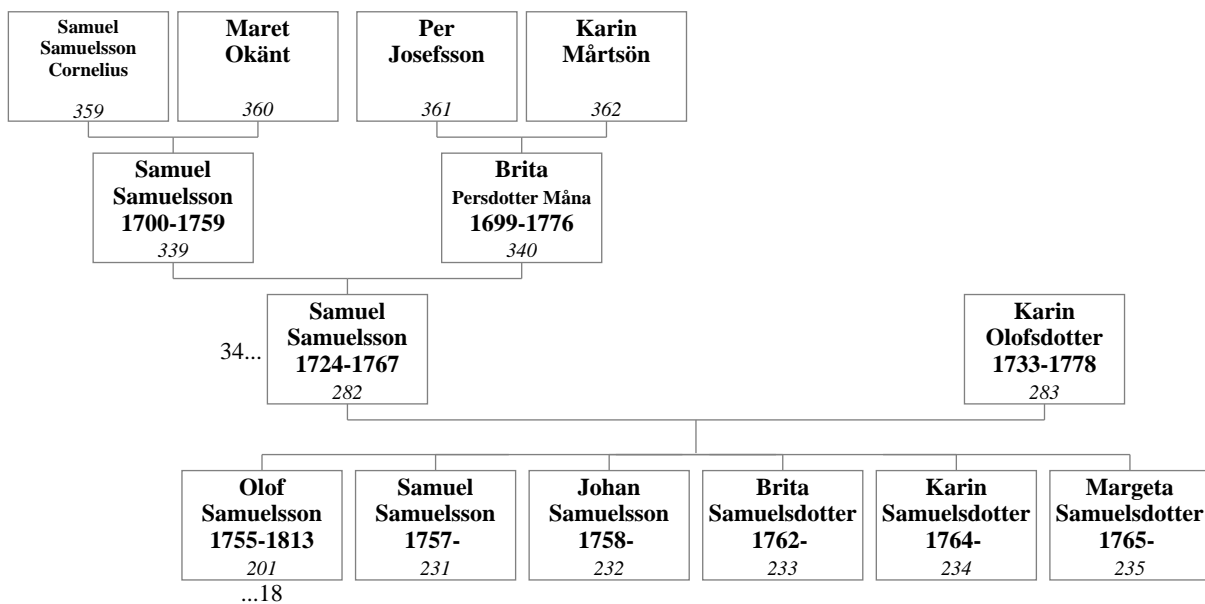 Samuel
Samuelsson
Cornelius
359
Maret
Okänt
360
Per
Josefsson
361
Karin
Mårtsön
362
Samuel
Samuelsson
1700-1759
339
Brita
Persdotter Måna
1699-1776
340
34...
Samuel
Samuelsson
1724-1767
282
Karin
Olofsdotter
1733-1778
283
Olof
Samuelsson
1755-1813
201
...18
Samuel
Samuelsson
1757-
231
Johan
Samuelsson
1758-
232
Brita
Samuelsdotter
1762-
233
Karin
Samuelsdotter
1764-
234
Margeta
Samuelsdotter
1765-
235